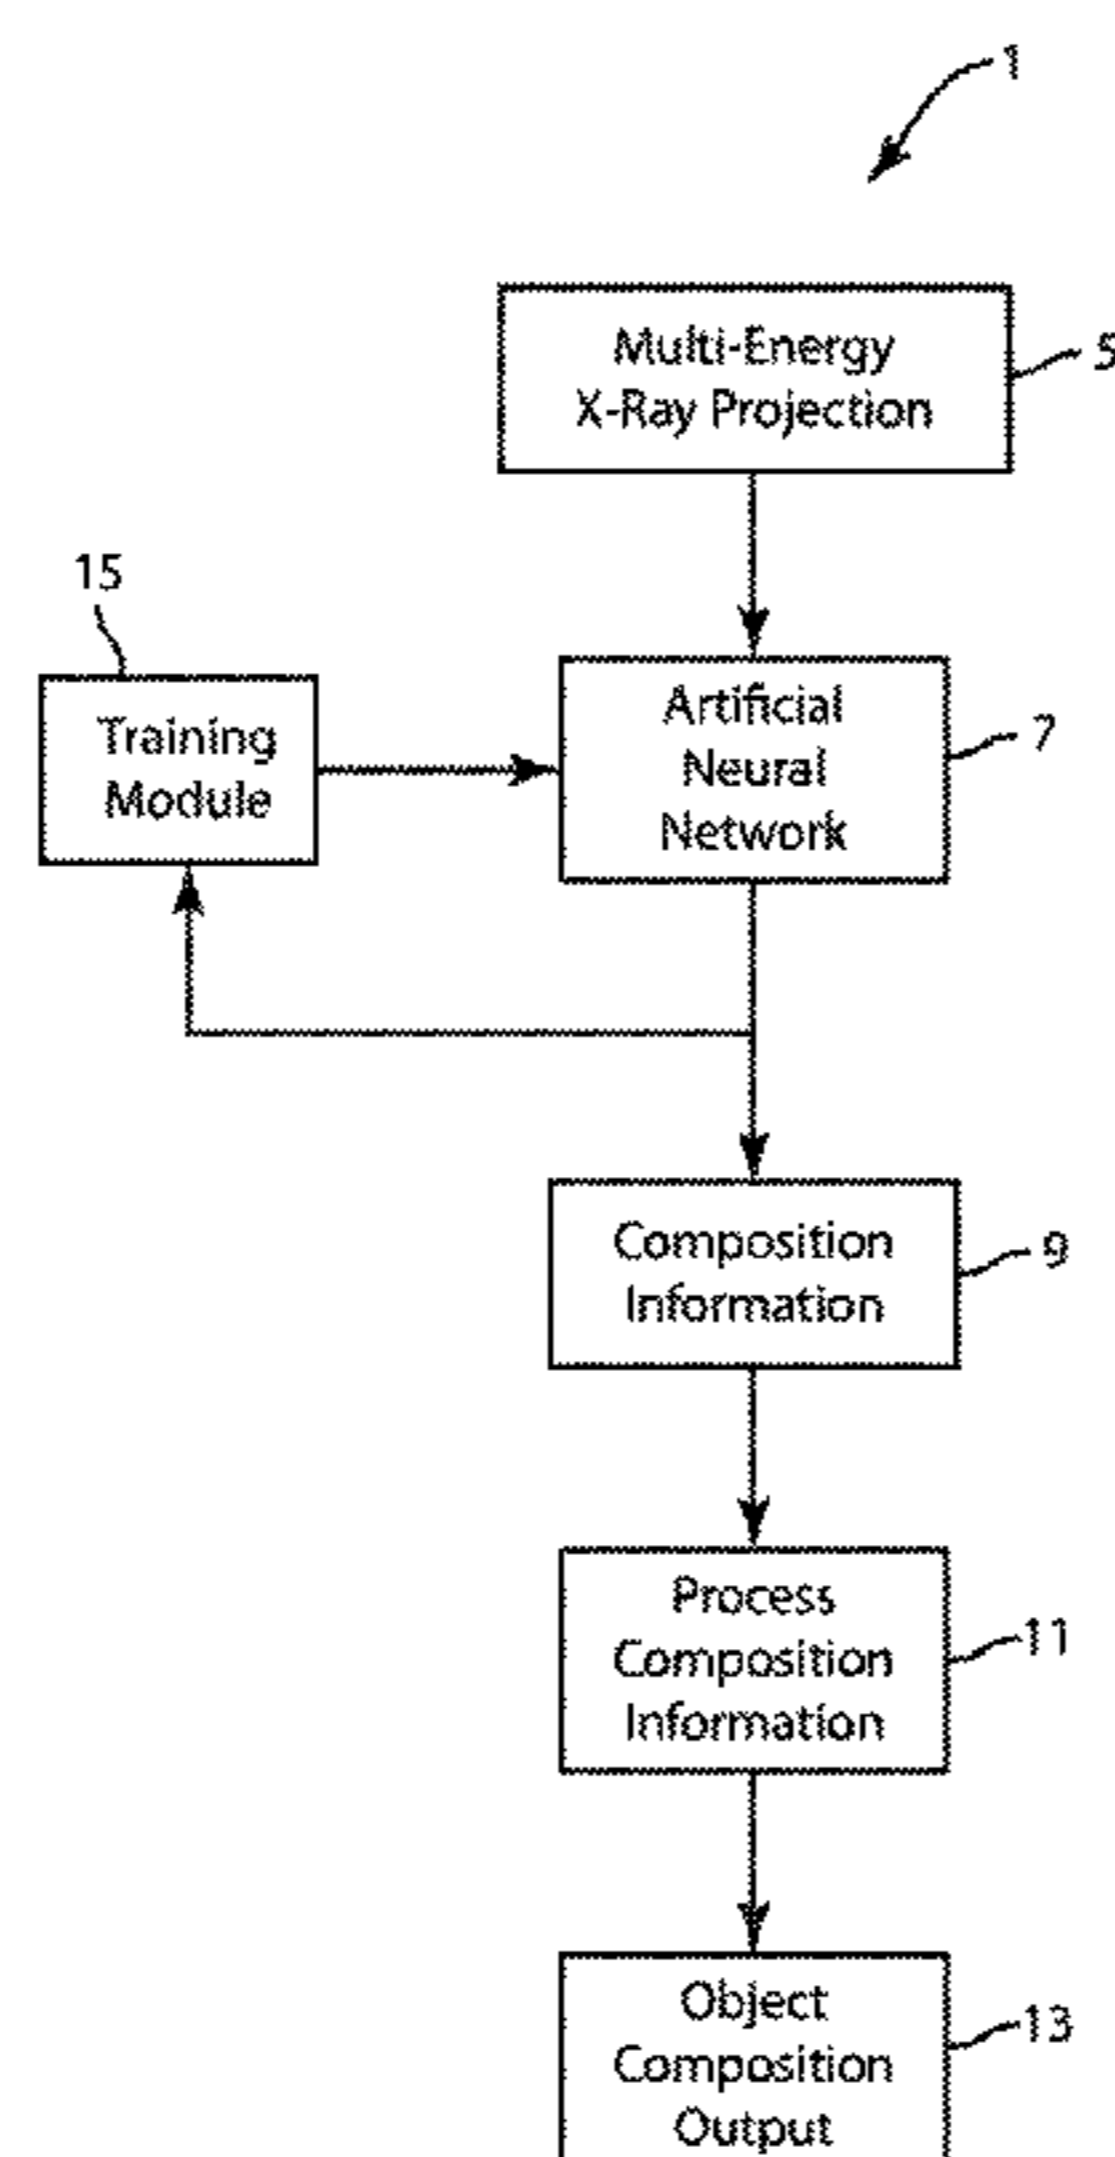 1
Multi-Energy
X-Ray Projection
5
15
Training
Module
Artificial
Neural
Network
7
Composition
Information
9
Process
Composition
Information
11
Object
Composition
Output
13